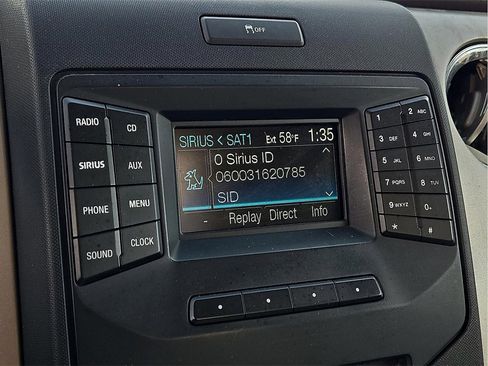 OFF
RADIO
CD
SIRIUS
AUX
PHONE
MENU
SOUND
CLOCK
SIRIUS < SAT1 Ext 58°F 1:35
0 Sirius ID
060031620785
SID
- Replay Direct Info
1
2 ABC
3 DEF
4 GHI
5 JKL
6 MNO
7 PQRS
8 TUV
9 WXYZ
0 +
*
#